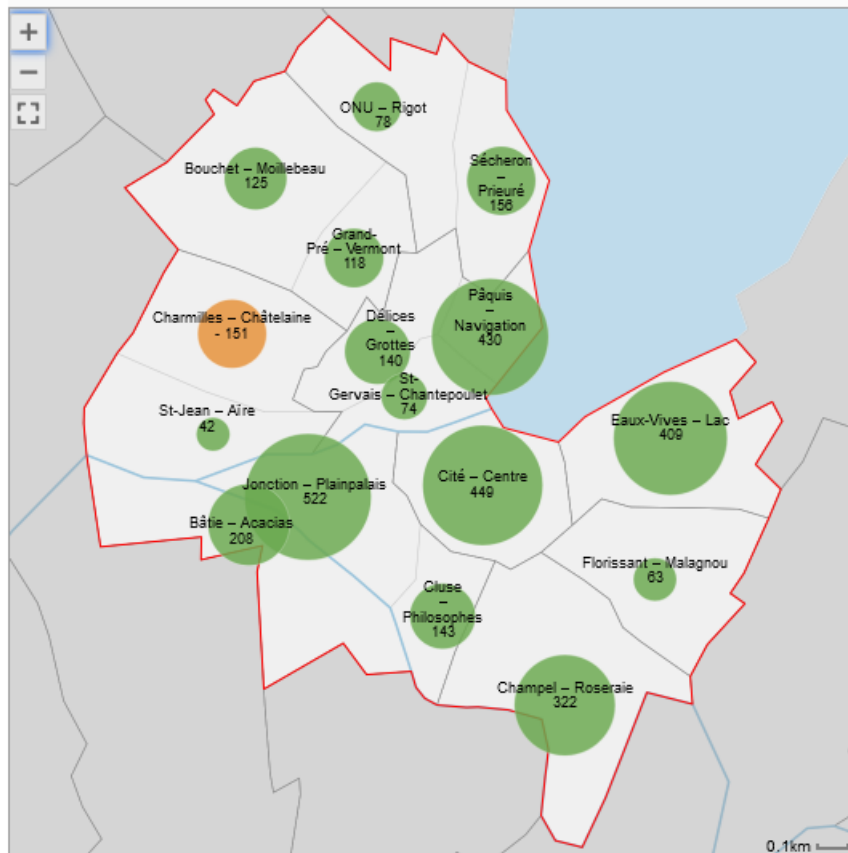 +
−
ONU – Rigot
78
Bouchet – Moillebeau
125
Sécheron
–
Prieuré
156
Grand-
Pré – Vermont
118
Charmilles – Châtelaine
- 151
Délices
–
Grottes
140
Pâquis
–
Navigation
430
St-
Gervais – Chantepoulet
74
St-Jean – Aïre
42
Eaux-Vives – Lac
409
Jonction – Plainpalais
522
Cité – Centre
449
Bâtie – Acacias
208
Florissant – Malagnou
63
Cluse
–
Philosophes
143
Champel – Roseraie
322
0.1km